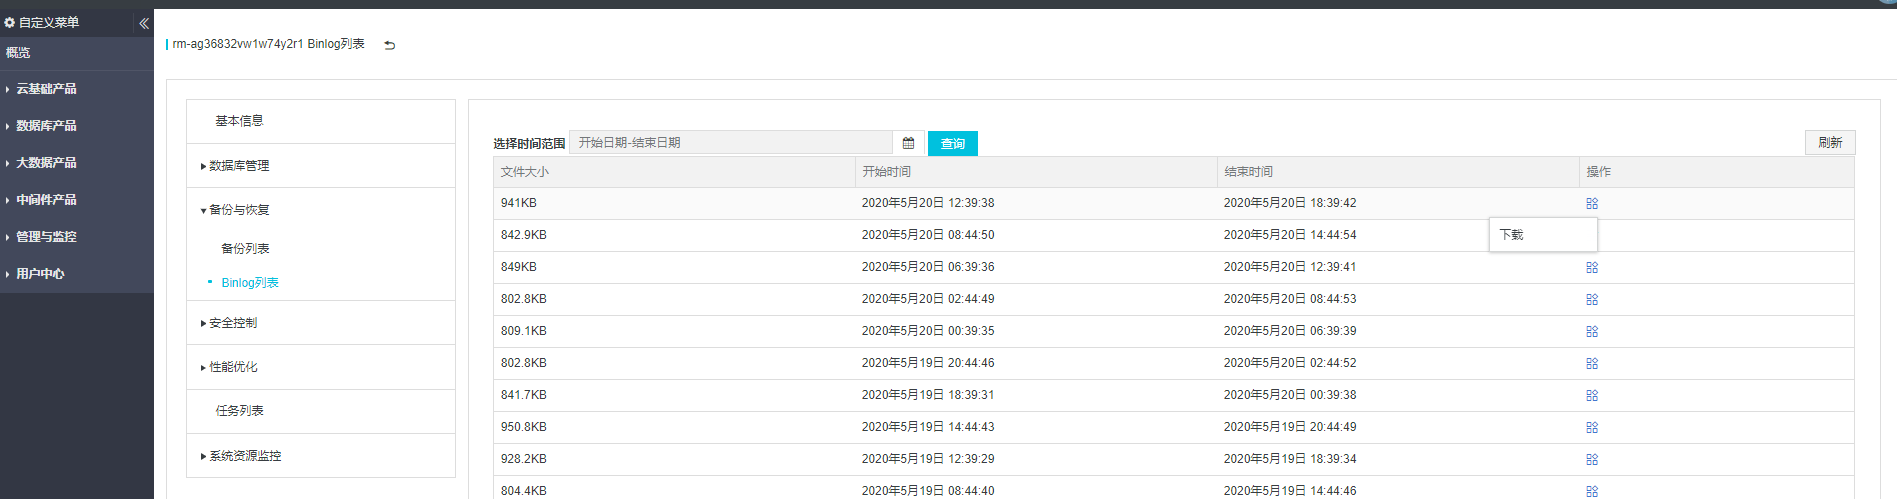 自定义菜单
概览
云基础产品
数据库产品
大数据产品
中间件产品
管理与监控
用户中心
rm-ag36832vw1w74y2r1 Binlog列表
基本信息
数据库管理
备份与恢复
备份列表
Binlog列表
安全控制
性能优化
任务列表
系统资源监控
选择时间范围 开始日期-结束日期 查询 刷新
文件大小 开始时间 结束时间 操作
941KB 2020年5月20日 12:39:38 2020年5月20日 18:39:42
842.9KB 2020年5月20日 08:44:50 2020年5月20日 14:44:54
下载
849KB 2020年5月20日 06:39:36 2020年5月20日 12:39:41
802.8KB 2020年5月20日 02:44:49 2020年5月20日 08:44:53
809.1KB 2020年5月20日 00:39:35 2020年5月20日 06:39:39
802.8KB 2020年5月19日 20:44:46 2020年5月20日 02:44:52
841.7KB 2020年5月19日 18:39:31 2020年5月20日 00:39:38
950.8KB 2020年5月19日 14:44:43 2020年5月19日 20:44:49
928.2KB 2020年5月19日 12:39:29 2020年5月19日 18:39:34
804.4KB 2020年5月19日 08:44:40 2020年5月19日 14:44:46